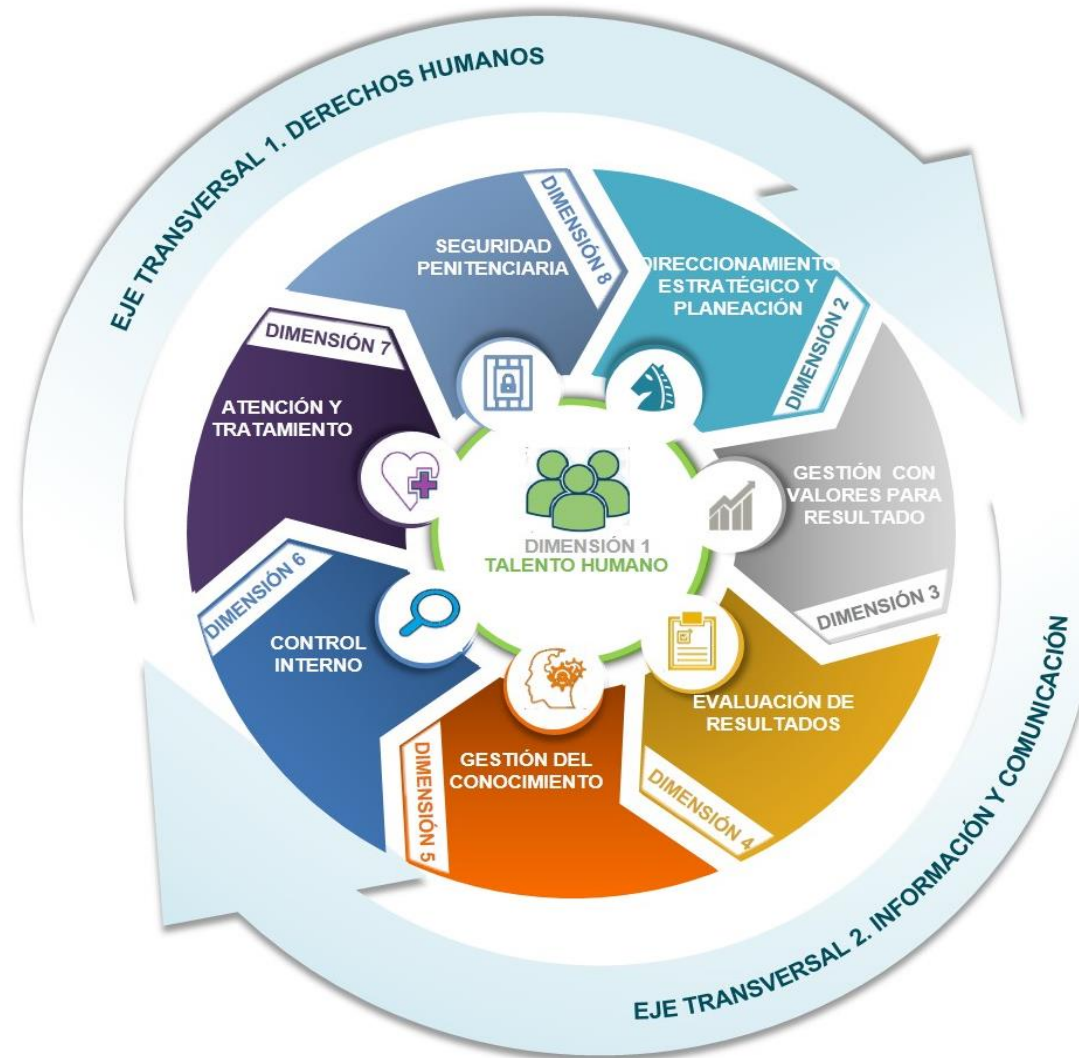 EJE TRANSVERSAL 1. DERECHOS HUMANOS
DIMENSIÓN 1
TALENTO HUMANO
DIRECCIONAMIENTO
ESTRATÉGICO Y
PLANEACIÓN
DIMENSIÓN 2
GESTIÓN CON
VALORES PARA
RESULTADO
DIMENSIÓN 3
EVALUACIÓN DE
RESULTADOS
DIMENSIÓN 4
GESTIÓN DEL
CONOCIMIENTO
DIMENSIÓN 5
CONTROL
INTERNO
DIMENSIÓN 6
ATENCIÓN Y
TRATAMIENTO
DIMENSIÓN 7
SEGURIDAD
PENITENCIARIA
DIMENSIÓN 8
EJE TRANSVERSAL 2. INFORMACIÓN Y COMUNICACIÓN